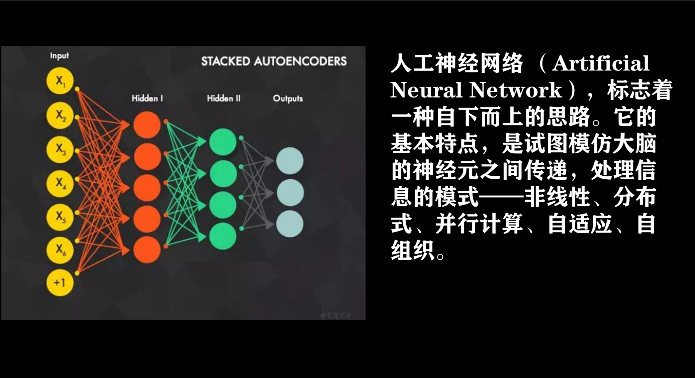 Input
STACKED AUTOENCODERS
Hidden I
Hidden II
Outputs
X1
X2
X3
X4
X5
X6
+1
toptal
人工神经网络（Artificial
Neural Network），标志着
一种自下而上的思路。它的
基本特点，是试图模仿大脑
的神经元之间传递，处理信
息的模式——非线性、分布
式、并行计算、自适应、自
组织。